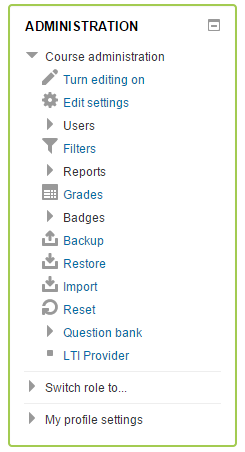 ADMINISTRATION
Course administration
Turn editing on
Edit settings
Users
Filters
Reports
Grades
Badges
Backup
Restore
Import
Reset
Question bank
LTI Provider
Switch role to...
My profile settings